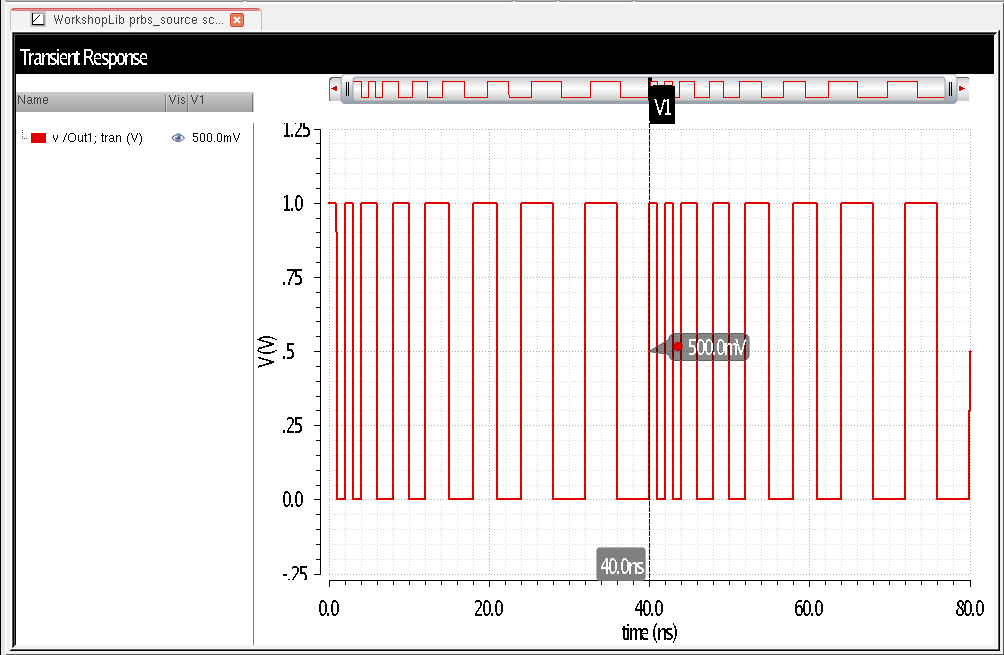 WorkshopLib prbs_source sc...
Transient Response
Name Vis V1
v /Out1; tran (V) 500.0mV
V1
1.25
1.0
.75
.5
.25
0.0
-.25
V (V)
500.0mV
40.0ns
0.0 20.0 40.0 60.0 80.0
time (ns)